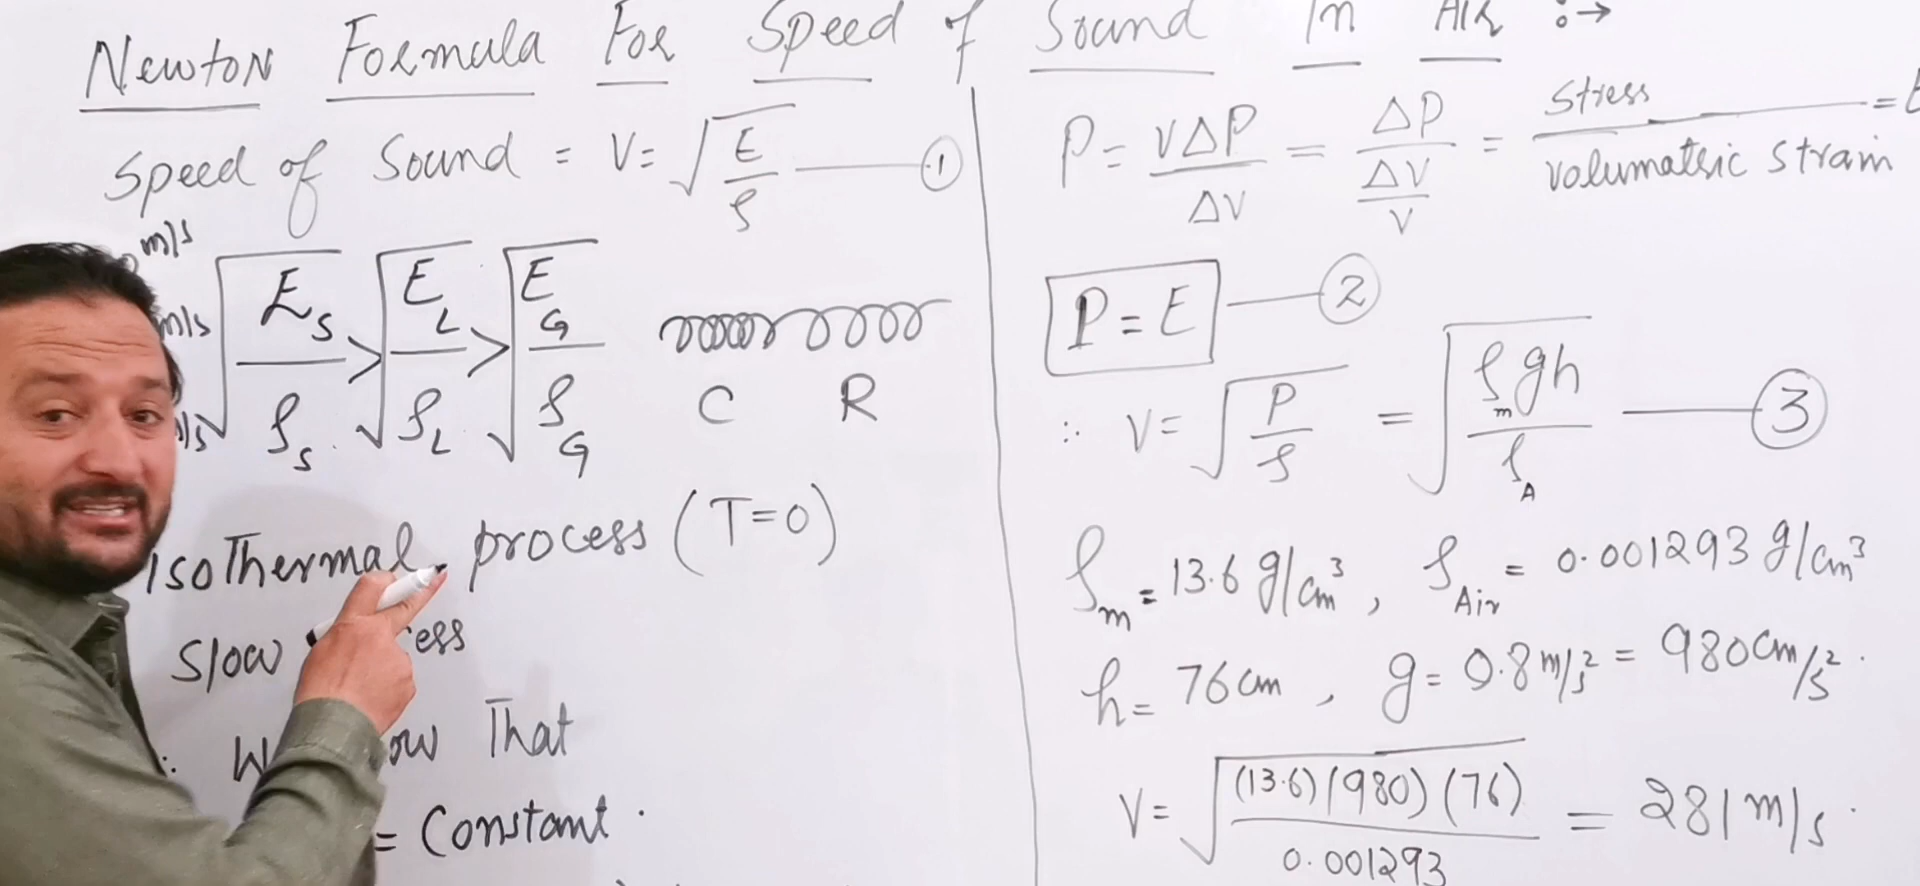 Newton Formula For Speed of Sound In Air :→
Speed of Sound = V = √(E/ρ) — 1
m/s
m/s √(E_S/ρ_S) > √(E_L/ρ_L) > √(E_G/ρ_G)
/s
C R
Isothermal process (T=0)
Slow ess
∴ W ow That
= Constant.
P = VΔP/ΔV = ΔP/(ΔV/V) = Stress/volumatric strain = E
P = E — 2
∴ V = √(P/ρ) = √(ρ_m gh/ρ_A) — 3
ρ_m = 13.6 g/cm³, ρ_Air = 0.001293 g/cm³
h = 76 cm, g = 9.8 m/s² = 980 cm/s².
V = √((13.6)(980)(76)/0.001293) = 281 m/s.